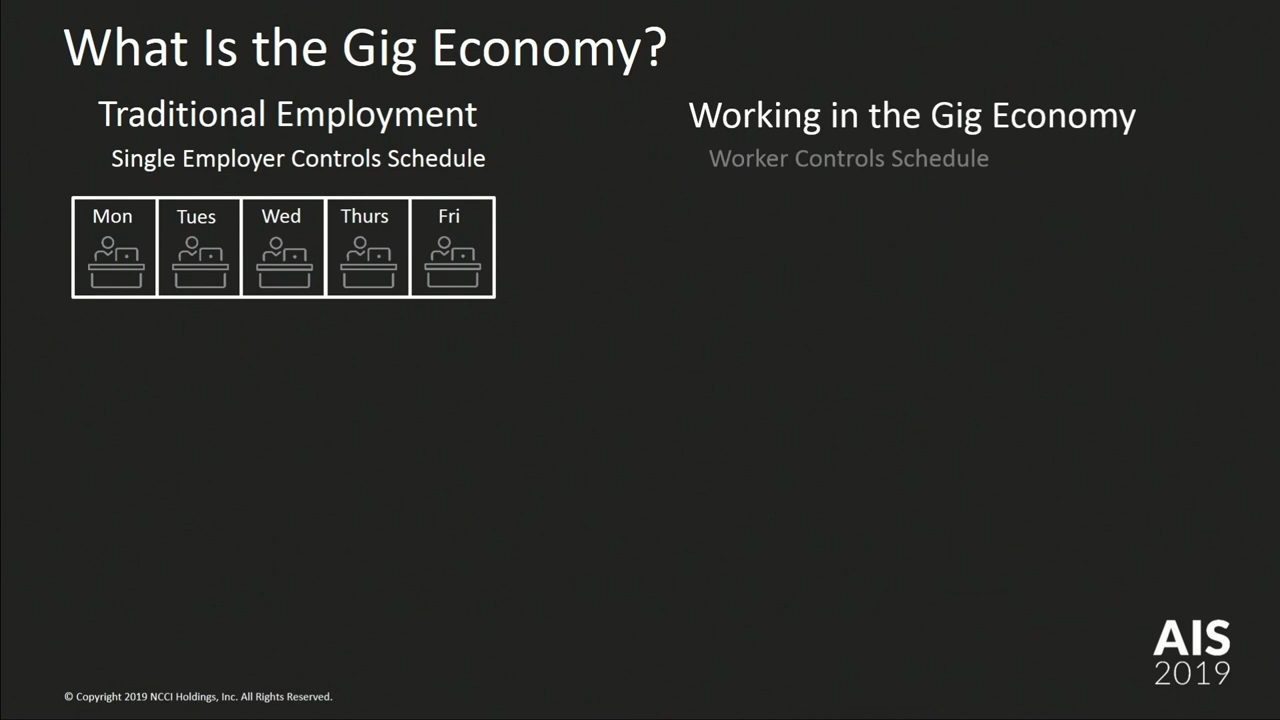 What Is the Gig Economy?
Traditional Employment
Single Employer Controls Schedule
Mon Tues Wed Thurs Fri
Working in the Gig Economy
Worker Controls Schedule
AIS
2019
© Copyright 2019 NCCI Holdings, Inc. All Rights Reserved.